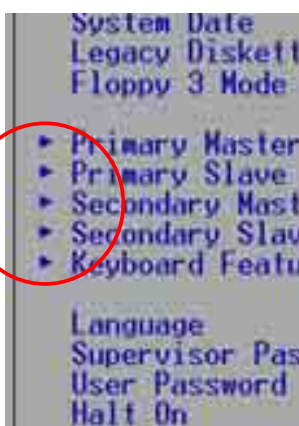 System Date
Legacy Diskett
Floppy 3 Mode
Primary Master
Primary Slave
Secondary Mast
Secondary Slav
Keyboard Featu
Language
Supervisor Pas
User Password
Halt On